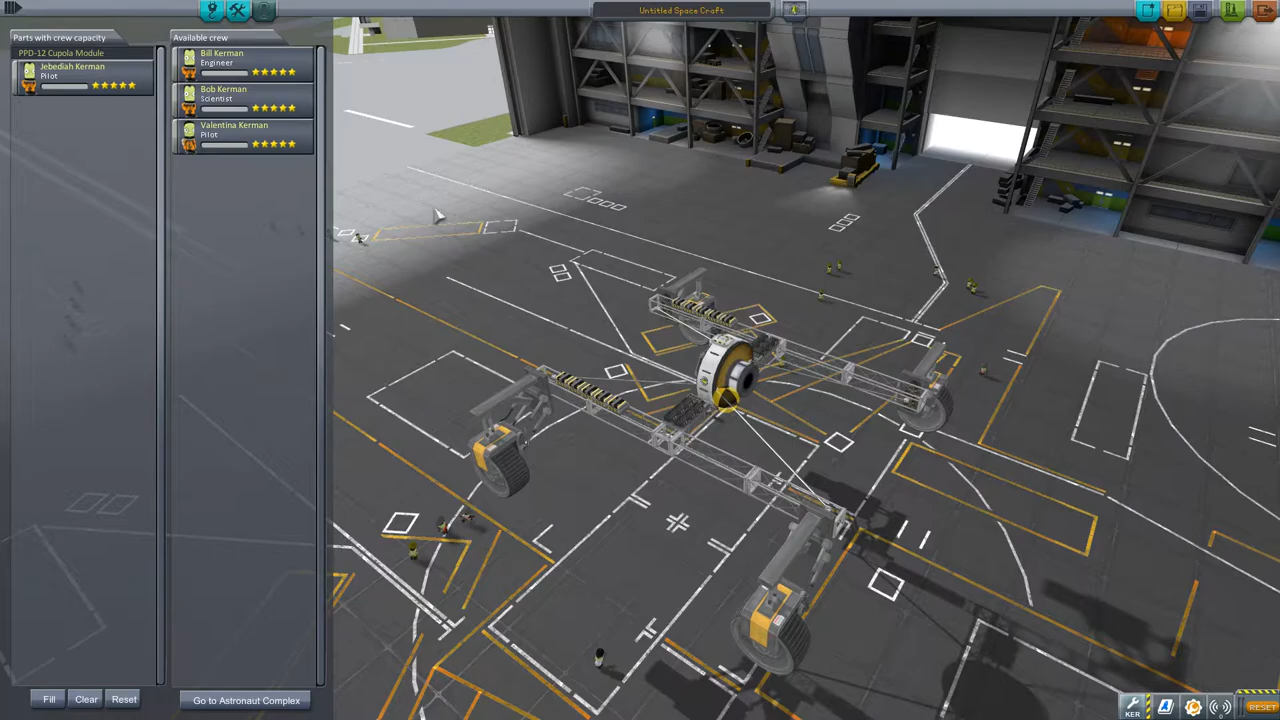 Untitled Space Craft
Parts with crew capacity
Available crew
PPD-12 Cupola Module
Jebediah Kerman
Pilot
Bill Kerman
Engineer
Bob Kerman
Scientist
Valentina Kerman
Pilot
Fill
Clear
Reset
Go to Astronaut Complex
KER
0
RESET